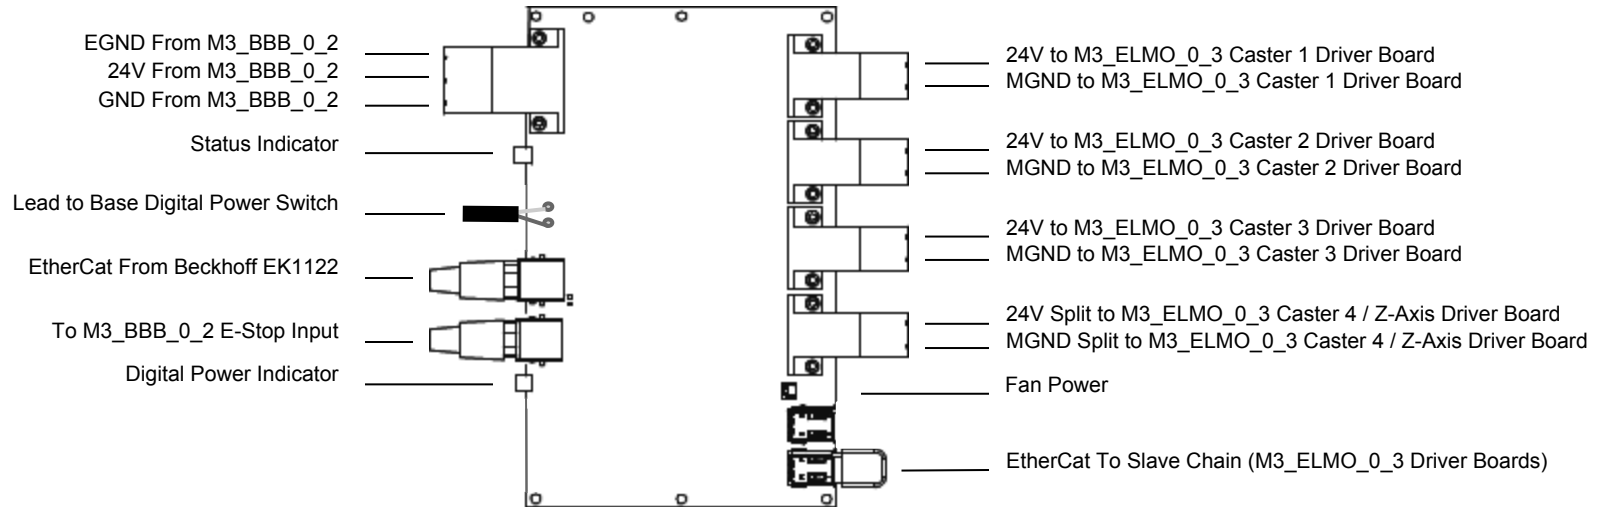 EGND From M3_BBB_0_2
24V From M3_BBB_0_2
GND From M3_BBB_0_2
Status Indicator
Lead to Base Digital Power Switch
EtherCat From Beckhoff EK1122
To M3_BBB_0_2 E-Stop Input
Digital Power Indicator
24V to M3_ELMO_0_3 Caster 1 Driver Board
MGND to M3_ELMO_0_3 Caster 1 Driver Board
24V to M3_ELMO_0_3 Caster 2 Driver Board
MGND to M3_ELMO_0_3 Caster 2 Driver Board
24V to M3_ELMO_0_3 Caster 3 Driver Board
MGND to M3_ELMO_0_3 Caster 3 Driver Board
24V Split to M3_ELMO_0_3 Caster 4 / Z-Axis Driver Board
MGND Split to M3_ELMO_0_3 Caster 4 / Z-Axis Driver Board
Fan Power
EtherCat To Slave Chain (M3_ELMO_0_3 Driver Boards)